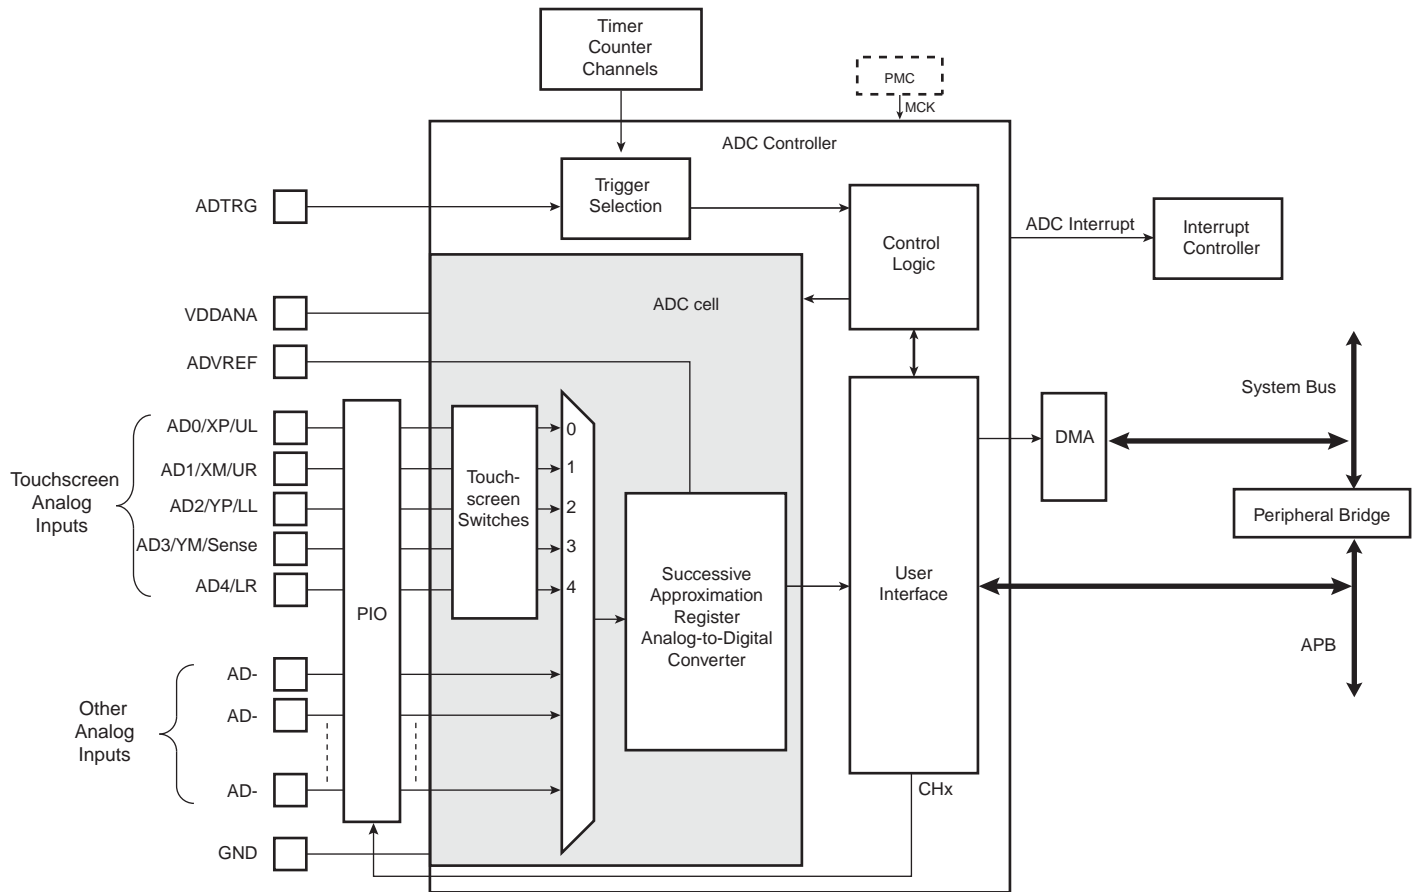 Timer
Counter
Channels
PMC
MCK
ADC Controller
ADTRG
Trigger
Selection
Control
Logic
ADC Interrupt
Interrupt
Controller
VDDANA
ADC cell
ADVREF
System Bus
Touchscreen
Analog
Inputs
AD0/XP/UL
AD1/XM/UR
AD2/YP/LL
AD3/YM/Sense
AD4/LR
PIO
Touch-
screen
Switches
0
1
2
3
4
Successive
Approximation
Register
Analog-to-Digital
Converter
User
Interface
DMA
Peripheral Bridge
APB
Other
Analog
Inputs
AD-
AD-
AD-
CHx
GND